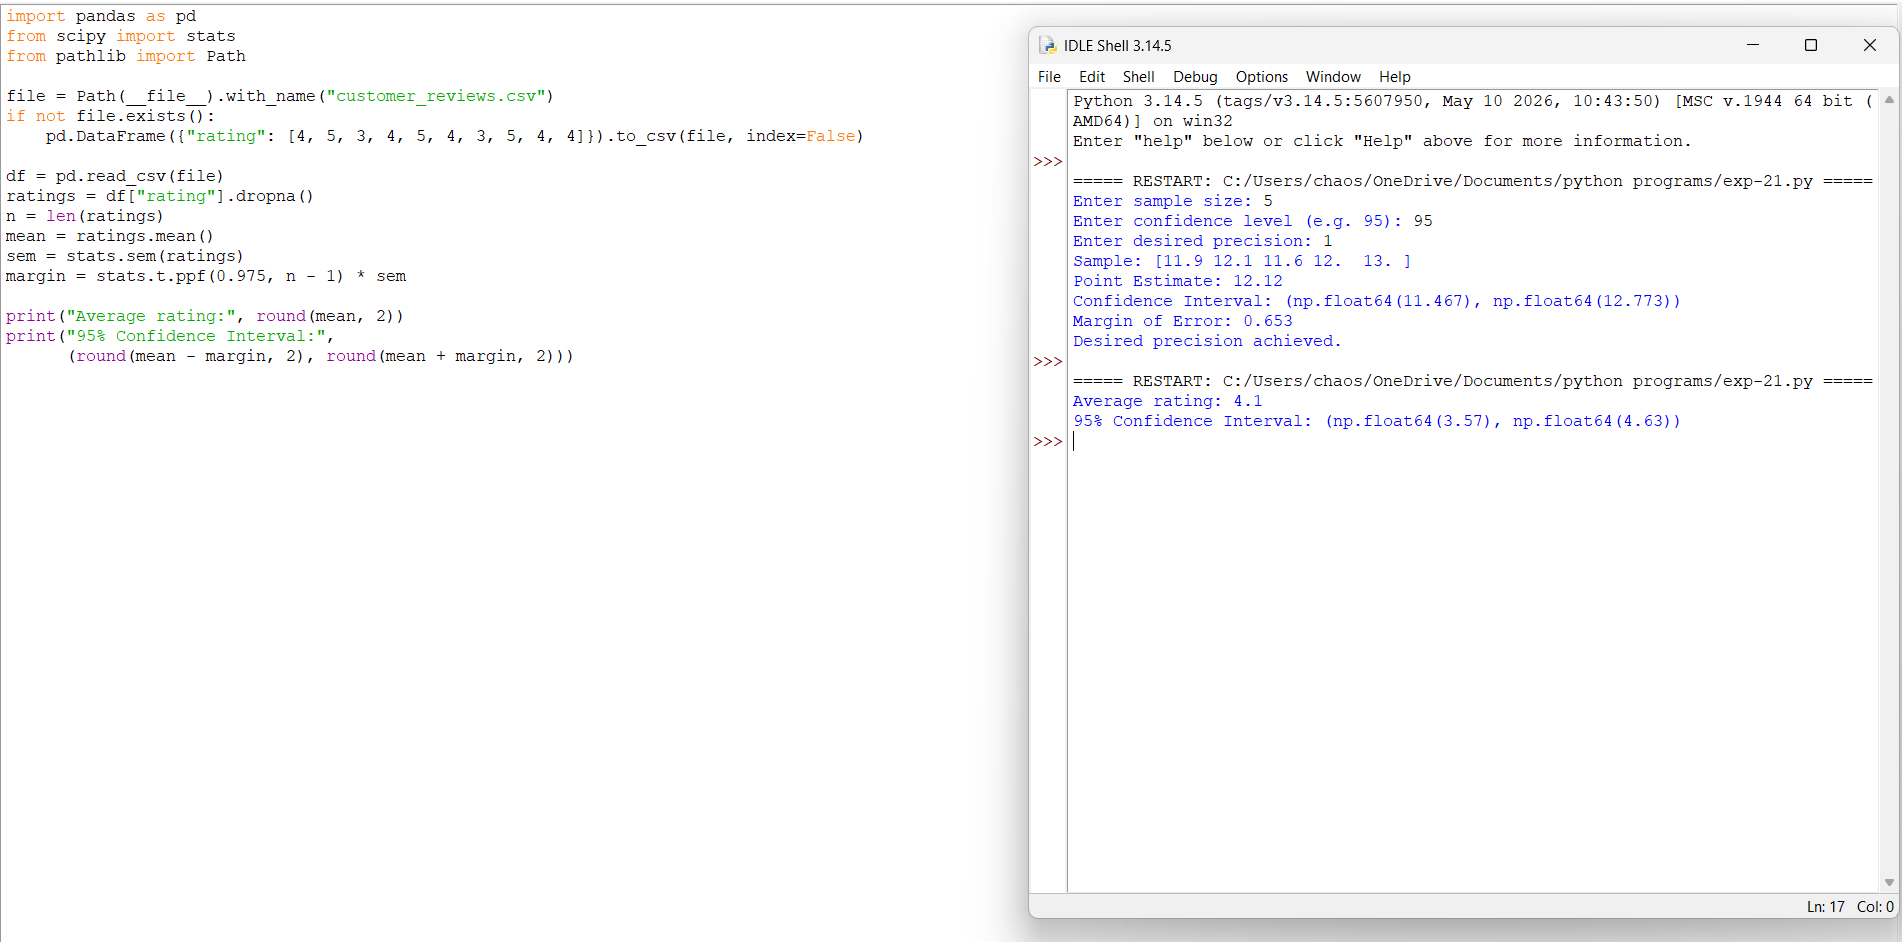 import pandas as pd
from scipy import stats
from pathlib import Path

file = Path(__file__).with_name("customer_reviews.csv")
if not file.exists():
    pd.DataFrame({"rating": [4, 5, 3, 4, 5, 4, 3, 5, 4, 4]}).to_csv(file, index=False)

df = pd.read_csv(file)
ratings = df["rating"].dropna()
n = len(ratings)
mean = ratings.mean()
sem = stats.sem(ratings)
margin = stats.t.ppf(0.975, n - 1) * sem

print("Average rating:", round(mean, 2))
print("95% Confidence Interval:",
      (round(mean - margin, 2), round(mean + margin, 2)))
IDLE Shell 3.14.5
File Edit Shell Debug Options Window Help
Python 3.14.5 (tags/v3.14.5:5607950, May 10 2026, 10:43:50) [MSC v.1944 64 bit (
AMD64)] on win32
Enter "help" below or click "Help" above for more information.
>>>
===== RESTART: C:/Users/chaos/OneDrive/Documents/python programs/exp-21.py =====
Enter sample size: 5
Enter confidence level (e.g. 95): 95
Enter desired precision: 1
Sample: [11.9 12.1 11.6 12.  13. ]
Point Estimate: 12.12
Confidence Interval: (np.float64(11.467), np.float64(12.773))
Margin of Error: 0.653
Desired precision achieved.
>>>
===== RESTART: C:/Users/chaos/OneDrive/Documents/python programs/exp-21.py =====
Average rating: 4.1
95% Confidence Interval: (np.float64(3.57), np.float64(4.63))
>>>
Ln: 17 Col: 0